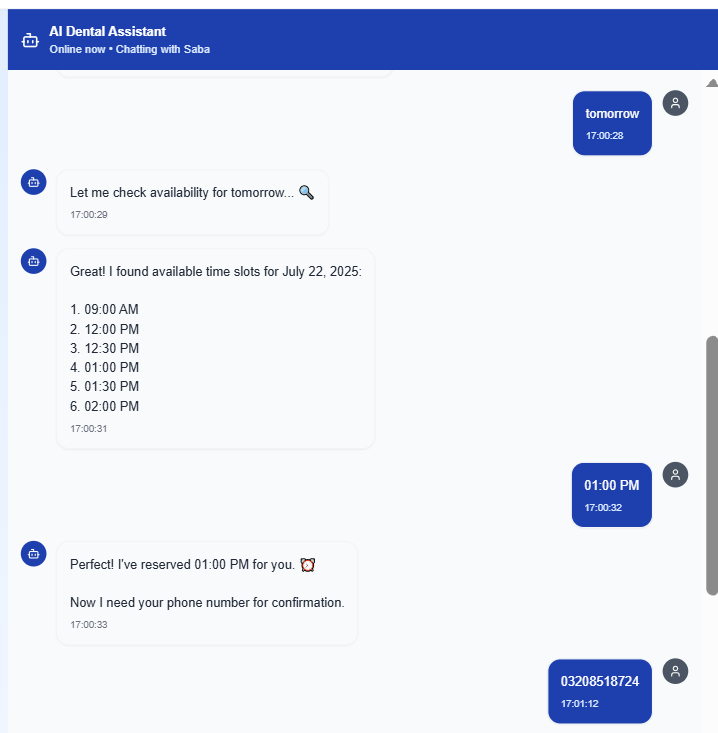 AI Dental Assistant
Online now • Chatting with Saba
tomorrow
17:00:28
Let me check availability for tomorrow... 🔍
17:00:29
Great! I found available time slots for July 22, 2025:
1. 09:00 AM
2. 12:00 PM
3. 12:30 PM
4. 01:00 PM
5. 01:30 PM
6. 02:00 PM
17:00:31
01:00 PM
17:00:32
Perfect! I've reserved 01:00 PM for you. ⏰
Now I need your phone number for confirmation.
17:00:33
03208518724
17:01:12